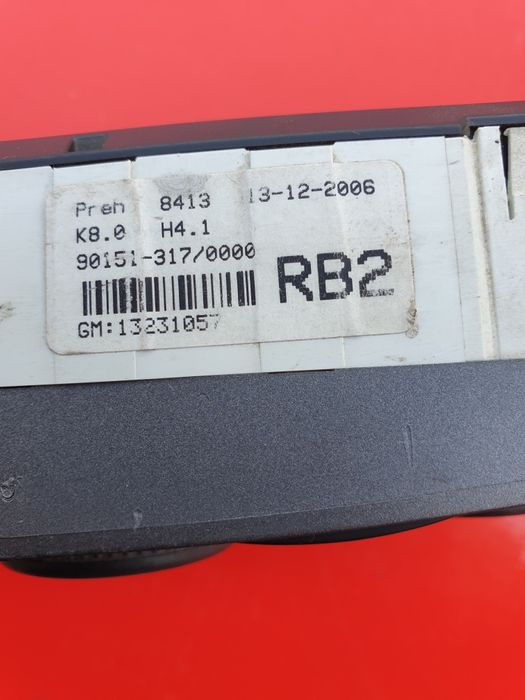 Preh 8413 13-12-2006
K8.0 H4.1
90151-317/0000
RB2
GM:13231057